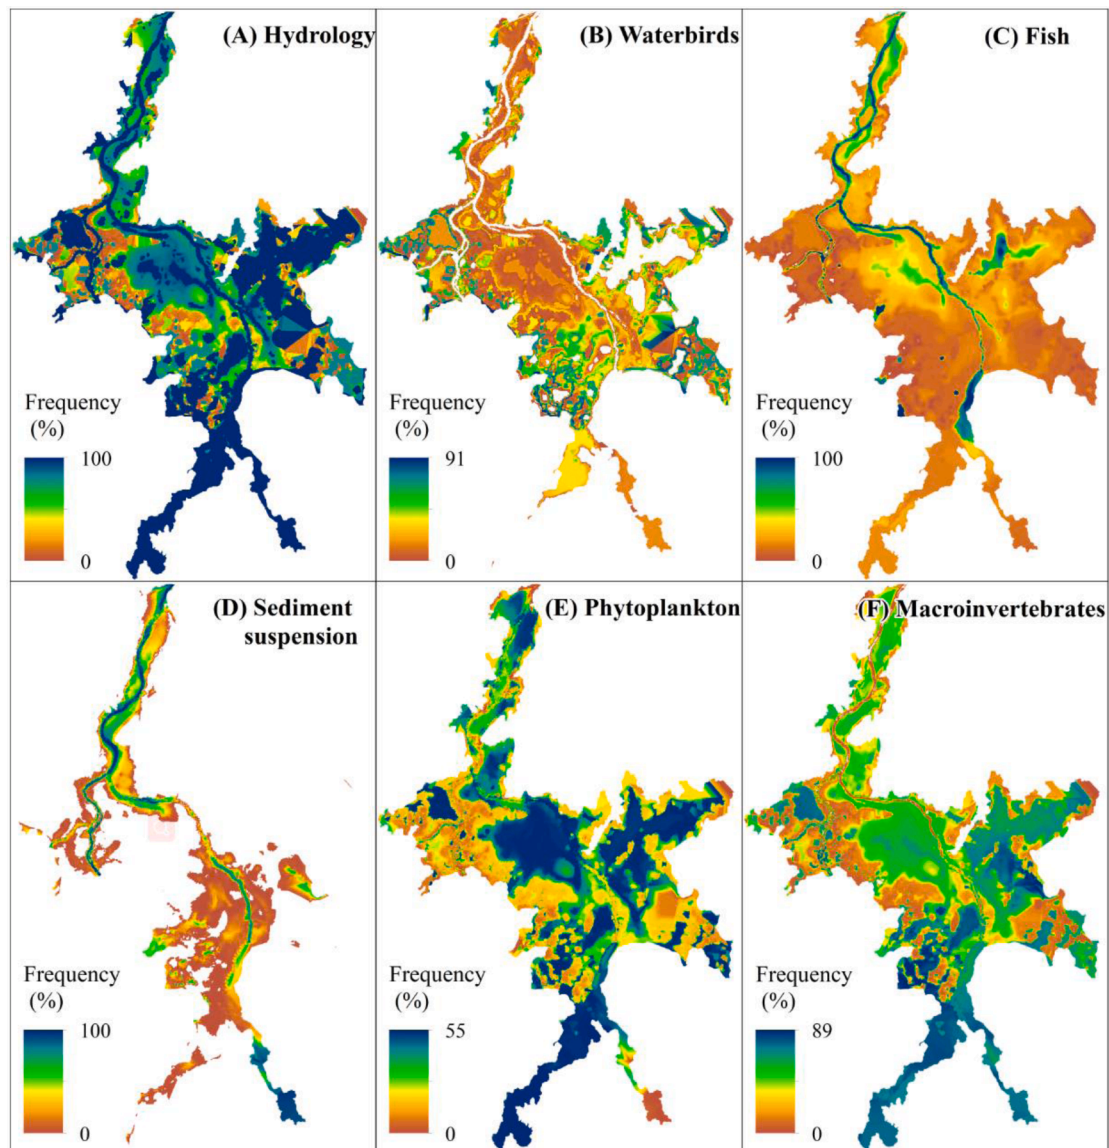 (A) Hydrology
Frequency
(%)
100
0
(B) Waterbirds
Frequency
(%)
91
0
(C) Fish
Frequency
(%)
100
0
(D) Sediment
suspension
Frequency
(%)
100
0
(E) Phytoplankton
Frequency
(%)
55
0
(F) Macroinvertebrates
Frequency
(%)
89
0